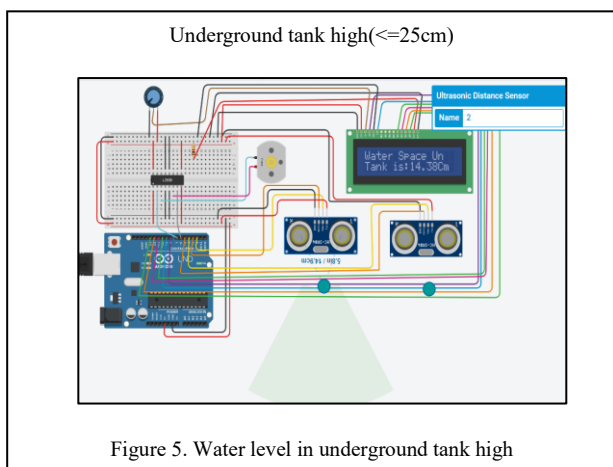 Underground tank high(<=25cm)
Ultrasonic Distance Sensor
Name 2
Water Space Un
Tank is:14.38Cm
UNO
5.8in / 14.9cm
Figure 5. Water level in underground tank high